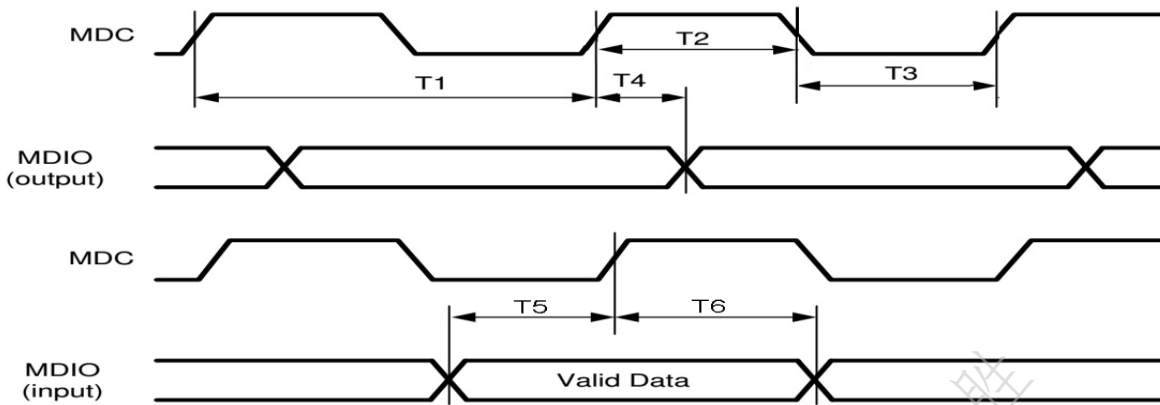 MDC
T1
T2
T3
T4
MDIO
(output)
MDC
T5
T6
MDIO
(input)
Valid Data